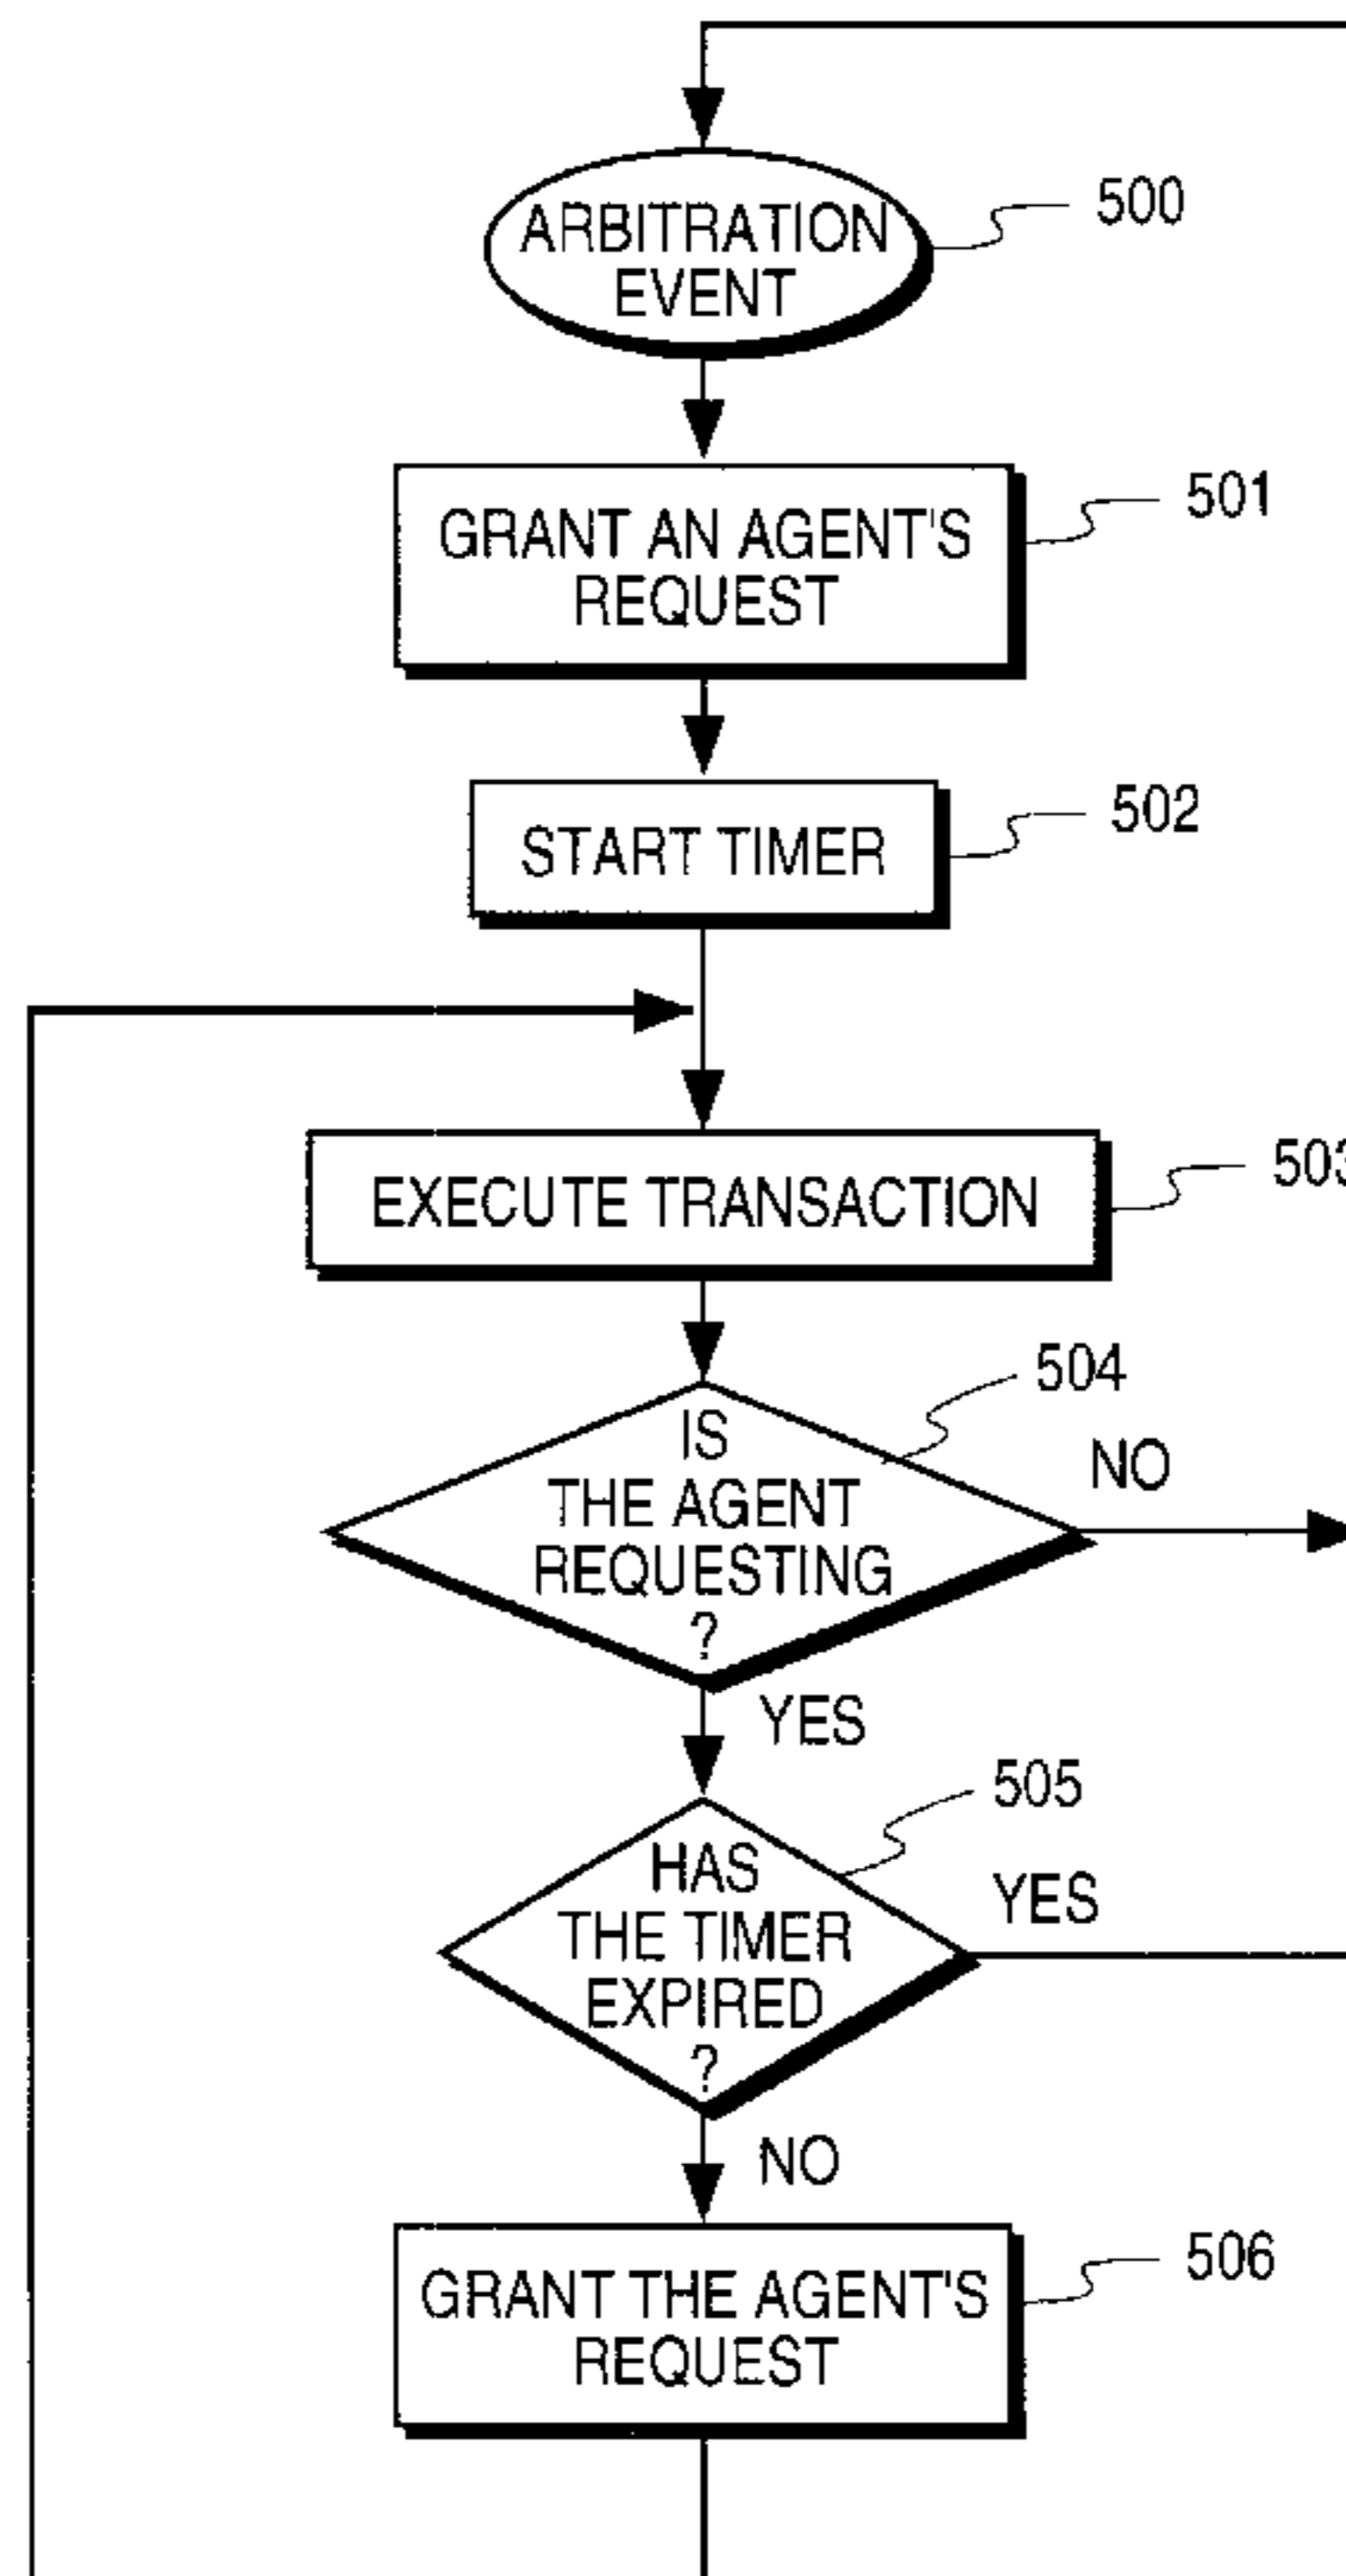 ARBITRATION
EVENT
500
GRANT AN AGENT'S
REQUEST
501
START TIMER
502
EXECUTE TRANSACTION
503
504
IS
THE AGENT
REQUESTING
?
NO
YES
505
HAS
THE TIMER
EXPIRED
?
YES
NO
GRANT THE AGENT'S
REQUEST
506